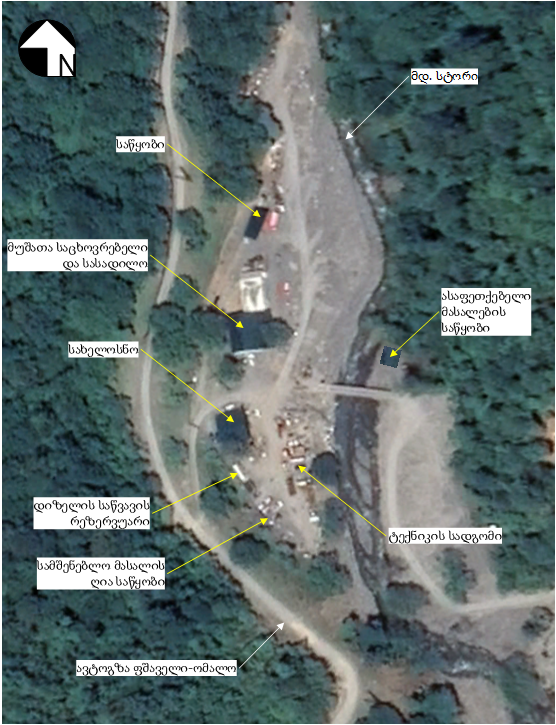 N
მდ. სტორი
საწყობი
მუშათა საცხოვრებელი
და სასადილო
ასაფეთქებელი
მასალების
საწყობი
სახელოსნო
დიზელის საწვავის
რეზერვუარი
ტექნიკის სადგომი
სამშენებლო მასალის
ღია საწყობი
ავტოგზა ფშაველი-ომალო